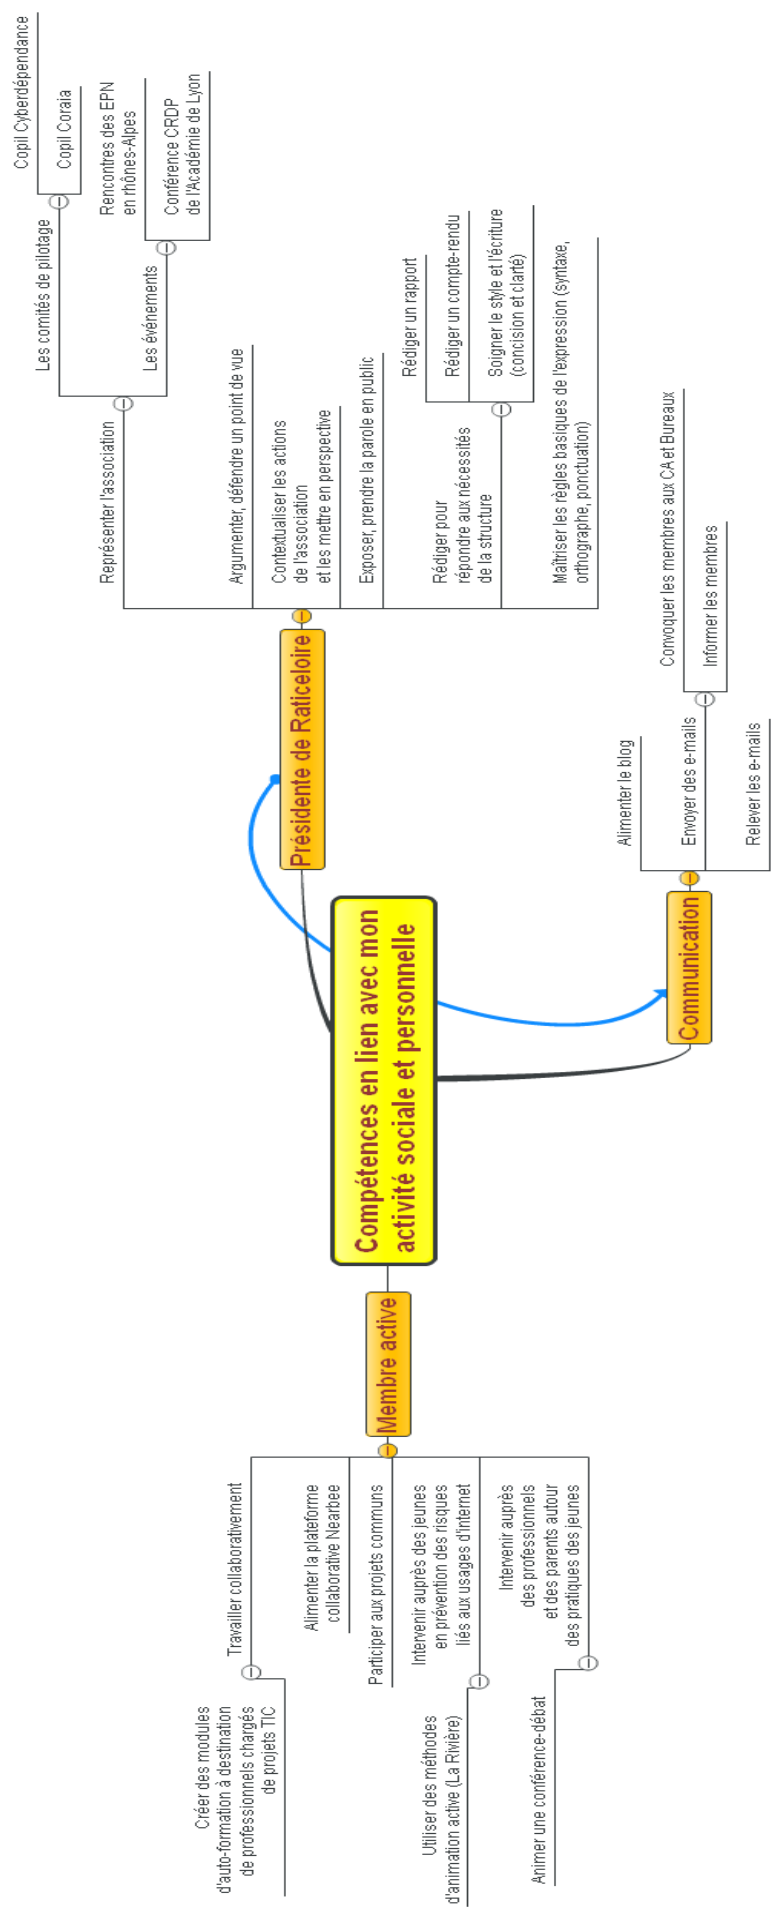 Compétences en lien avec mon
activité sociale et personnelle
Présidente de Raticeloire
Représenter l'association
Les comités de pilotage
Copil Cyberdépendance
Copil Coraia
Les événements
Rencontres des EPN
en rhônes-Alpes
Conférence CRDP
de l'Académie de Lyon
Argumenter, défendre un point de vue
Contextualiser les actions
de l'association
et les mettre en perspective
Exposer, prendre la parole en public
Rédiger pour
répondre aux nécessités
de la structure
Rédiger un rapport
Rédiger un compte-rendu
Soigner le style et l'écriture
(concision et clarté)
Maîtriser les règles basiques de l'expression (syntaxe,
orthographe, ponctuation)
Communication
Alimenter le blog
Envoyer des e-mails
Convoquer les membres aux CA et Bureaux
Informer les membres
Relever les e-mails
Membre active
Travailler collaborativement
Créer des modules
d'auto-formation à destination
de professionnels chargés
de projets TIC
Alimenter la plateforme
collaborative Nearbee
Participer aux projets communs
Intervenir auprès des jeunes
en prévention des risques
liés aux usages d'internet
Utiliser des méthodes
d'animation active (La Rivière)
Intervenir auprès
des professionnels
et des parents autour
des pratiques des jeunes
Animer une conférence-débat